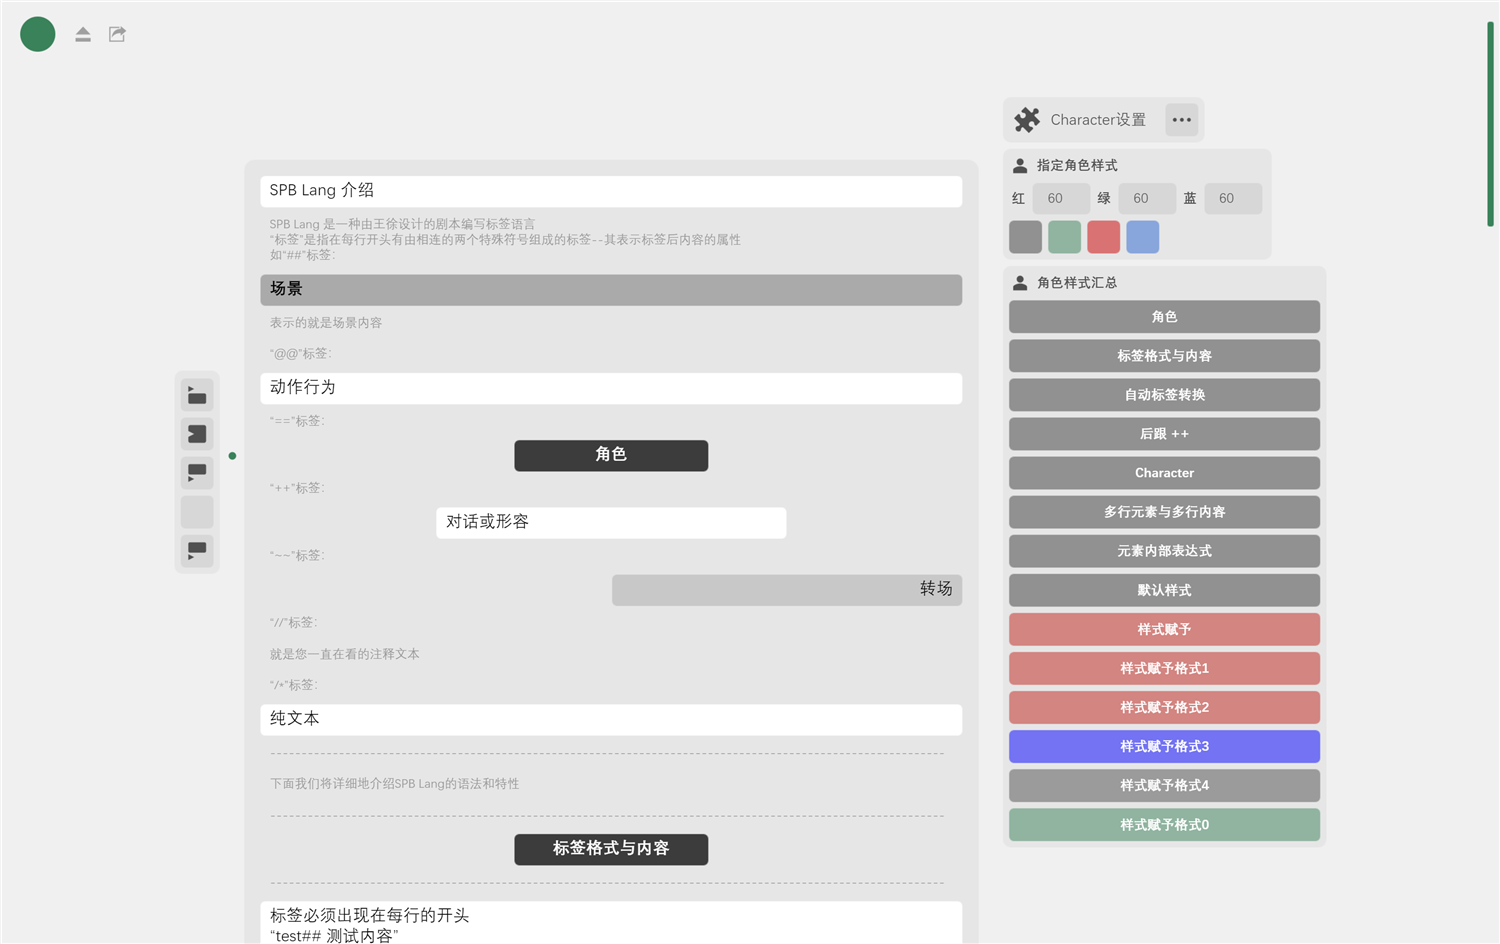 SPB Lang 介绍
SPB Lang 是一种由王徐设计的剧本编写标签语言
“标签”是指在每行开头有由相连的两个特殊符号组成的标签--其表示标签后内容的属性
如“##”标签：
场景
表示的就是场景内容
“@@”标签：
动作行为
“==”标签：
角色
“++”标签：
对话或形容
“~~”标签：
转场
“//”标签：
就是您一直在看的注释文本
“/*”标签：
纯文本
下面我们将详细地介绍SPB Lang的语法和特性
标签格式与内容
标签必须出现在每行的开头
“test## 测试内容”
Character设置
指定角色样式
红 60 绿 60 蓝 60
角色样式汇总
角色
标签格式与内容
自动标签转换
后跟 ++
Character
多行元素与多行内容
元素内部表达式
默认样式
样式赋予
样式赋予格式1
样式赋予格式2
样式赋予格式3
样式赋予格式4
样式赋予格式0